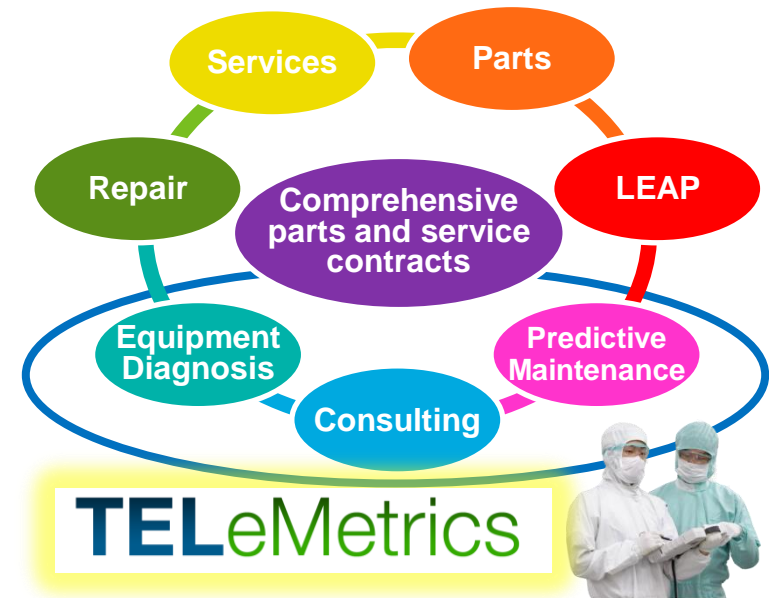 Services
Parts
Repair
LEAP
Comprehensive
parts and service
contracts
Equipment
Diagnosis
Predictive
Maintenance
Consulting
TELeMetrics